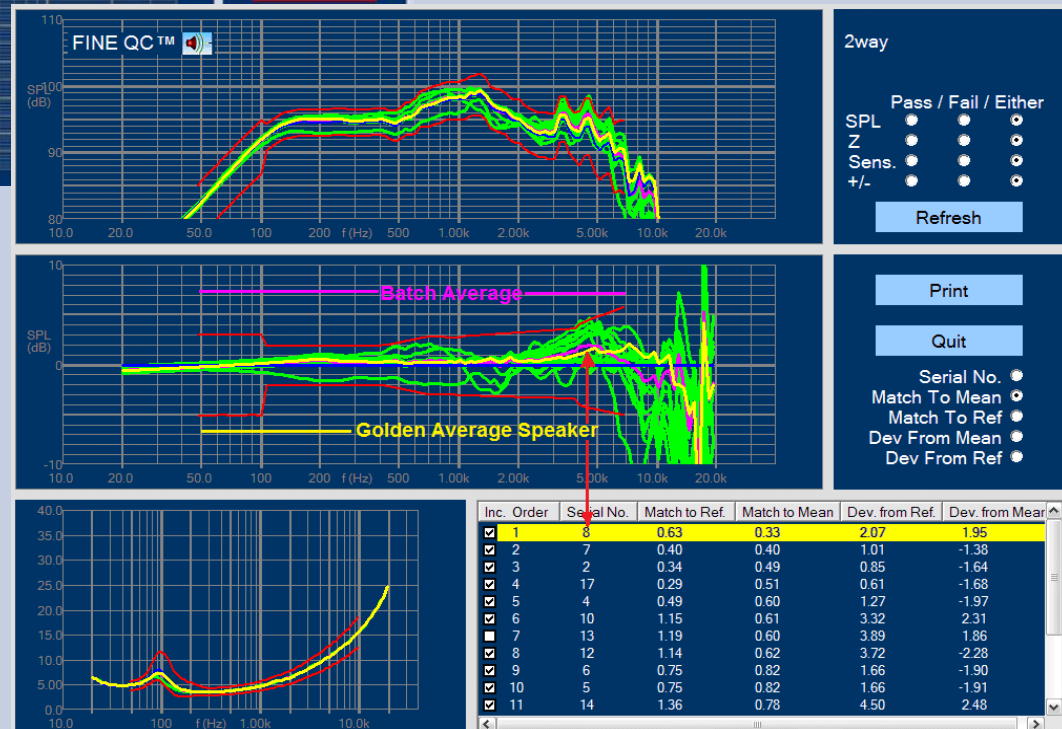 110
FINE QC™
SPL
(dB)
100
90
80
10.0 20.0 50.0 100 200 f (Hz) 500 1.00k 2.00k 5.00k 10.0k 20.0k
2way
Pass / Fail / Either
SPL
Z
Sens.
+/-
Refresh
10
Batch Average
SPL
(dB)
0
Golden Average Speaker
-10
10.0 20.0 50.0 100 200 f (Hz) 500 1.00k 2.00k 5.00k 10.0k 20.0k
Print
Quit
Serial No.
Match To Mean
Match To Ref
Dev From Mean
Dev From Ref
40.0
35.0
30.0
25.0
20.0
15.0
10.0
5.00
0.0
10.0 100 f (Hz) 1.00k 10.0k
Inc. Order Serial No. Match to Ref. Match to Mean Dev. from Ref. Dev. from Mean
1 8 0.63 0.33 2.07 1.95
2 7 0.40 0.40 1.01 -1.38
3 2 0.34 0.49 0.85 -1.64
4 17 0.29 0.51 0.61 -1.68
5 4 0.49 0.60 1.27 -1.97
6 10 1.15 0.61 3.32 2.31
7 13 1.19 0.60 3.89 1.86
8 12 1.14 0.62 3.72 -2.28
9 6 0.75 0.82 1.66 -1.90
10 5 0.75 0.82 1.66 -1.91
11 14 1.36 0.78 4.50 2.48